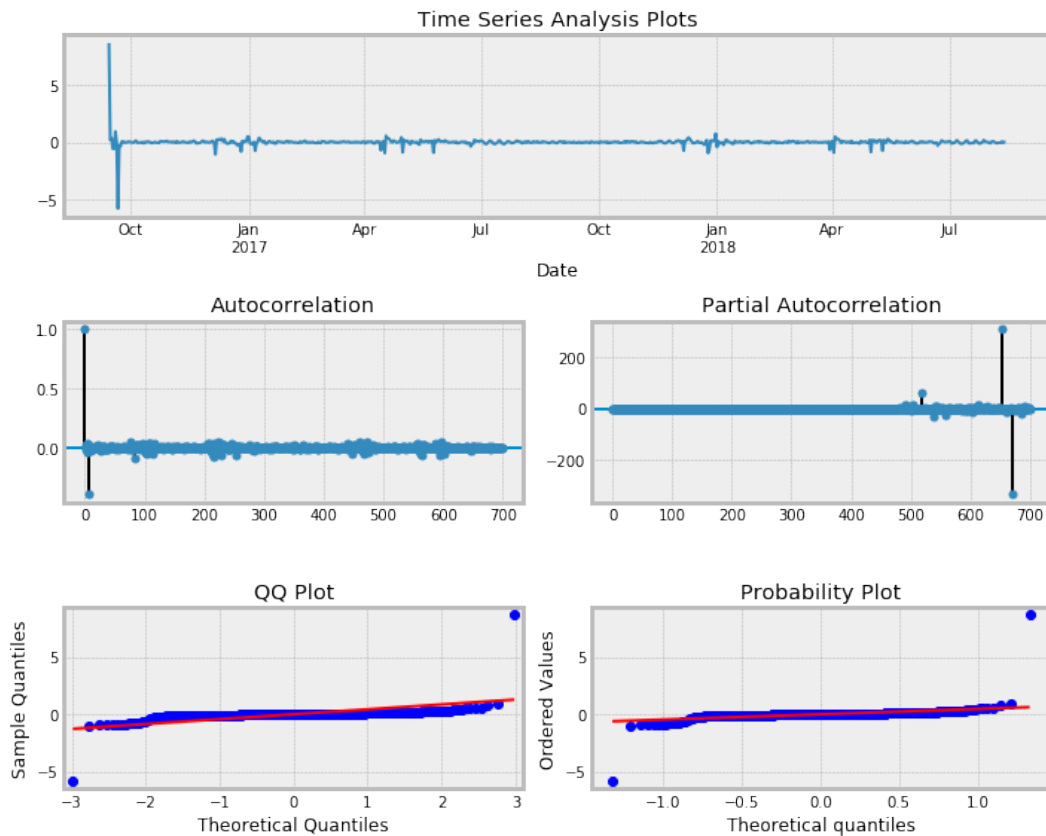 Time Series Analysis Plots
5
0
−5
Oct Jan Apr Jul Oct Jan Apr Jul
2017 2018
Date
Autocorrelation Partial Autocorrelation
1.0
0.5
0.0
0 100 200 300 400 500 600 700
200
0
−200
0 100 200 300 400 500 600 700
QQ Plot Probability Plot
Sample Quantiles
5
0
−5
−3 −2 −1 0 1 2 3
Theoretical Quantiles
Ordered Values
5
0
−5
−1.0 −0.5 0.0 0.5 1.0
Theoretical quantiles